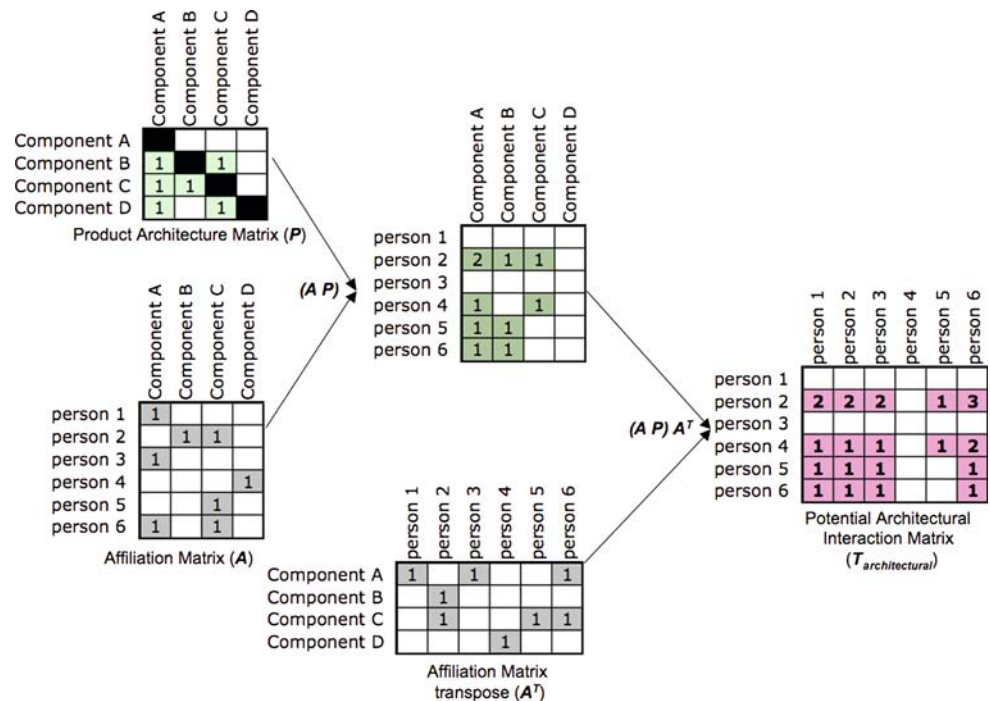 Component A
Component B
Component C
Component D
Component A
Component B 1 1
Component C 1 1
Component D 1 1
Product Architecture Matrix (P)
Component A
Component B
Component C
Component D
person 1 1
person 2 1 1
person 3 1
person 4 1
person 5 1
person 6 1 1
Affiliation Matrix (A)
(A P)
Component A
Component B
Component C
Component D
person 1
person 2 2 1 1
person 3
person 4 1 1
person 5 1 1
person 6 1 1
person 1
person 2
person 3
person 4
person 5
person 6
Component A 1 1 1
Component B 1
Component C 1 1 1
Component D 1
Affiliation Matrix
transpose (Aᵀ)
(A P) Aᵀ
person 1
person 2
person 3
person 4
person 5
person 6
person 1
person 2 2 2 2 1 3
person 3
person 4 1 1 1 1 2
person 5 1 1 1 1
person 6 1 1 1 1
Potential Architectural
Interaction Matrix
(T architectural)